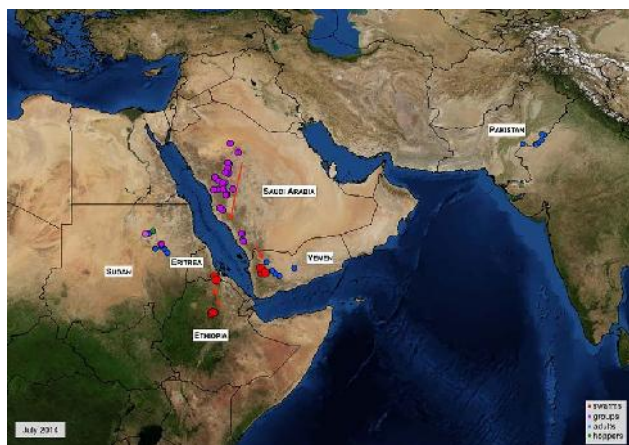 PAKISTAN
SAUDI ARABIA
YEMEN
ERITREA
SUDAN
ETHIOPIA
swarms
groups
adults
hoppers
July 2014